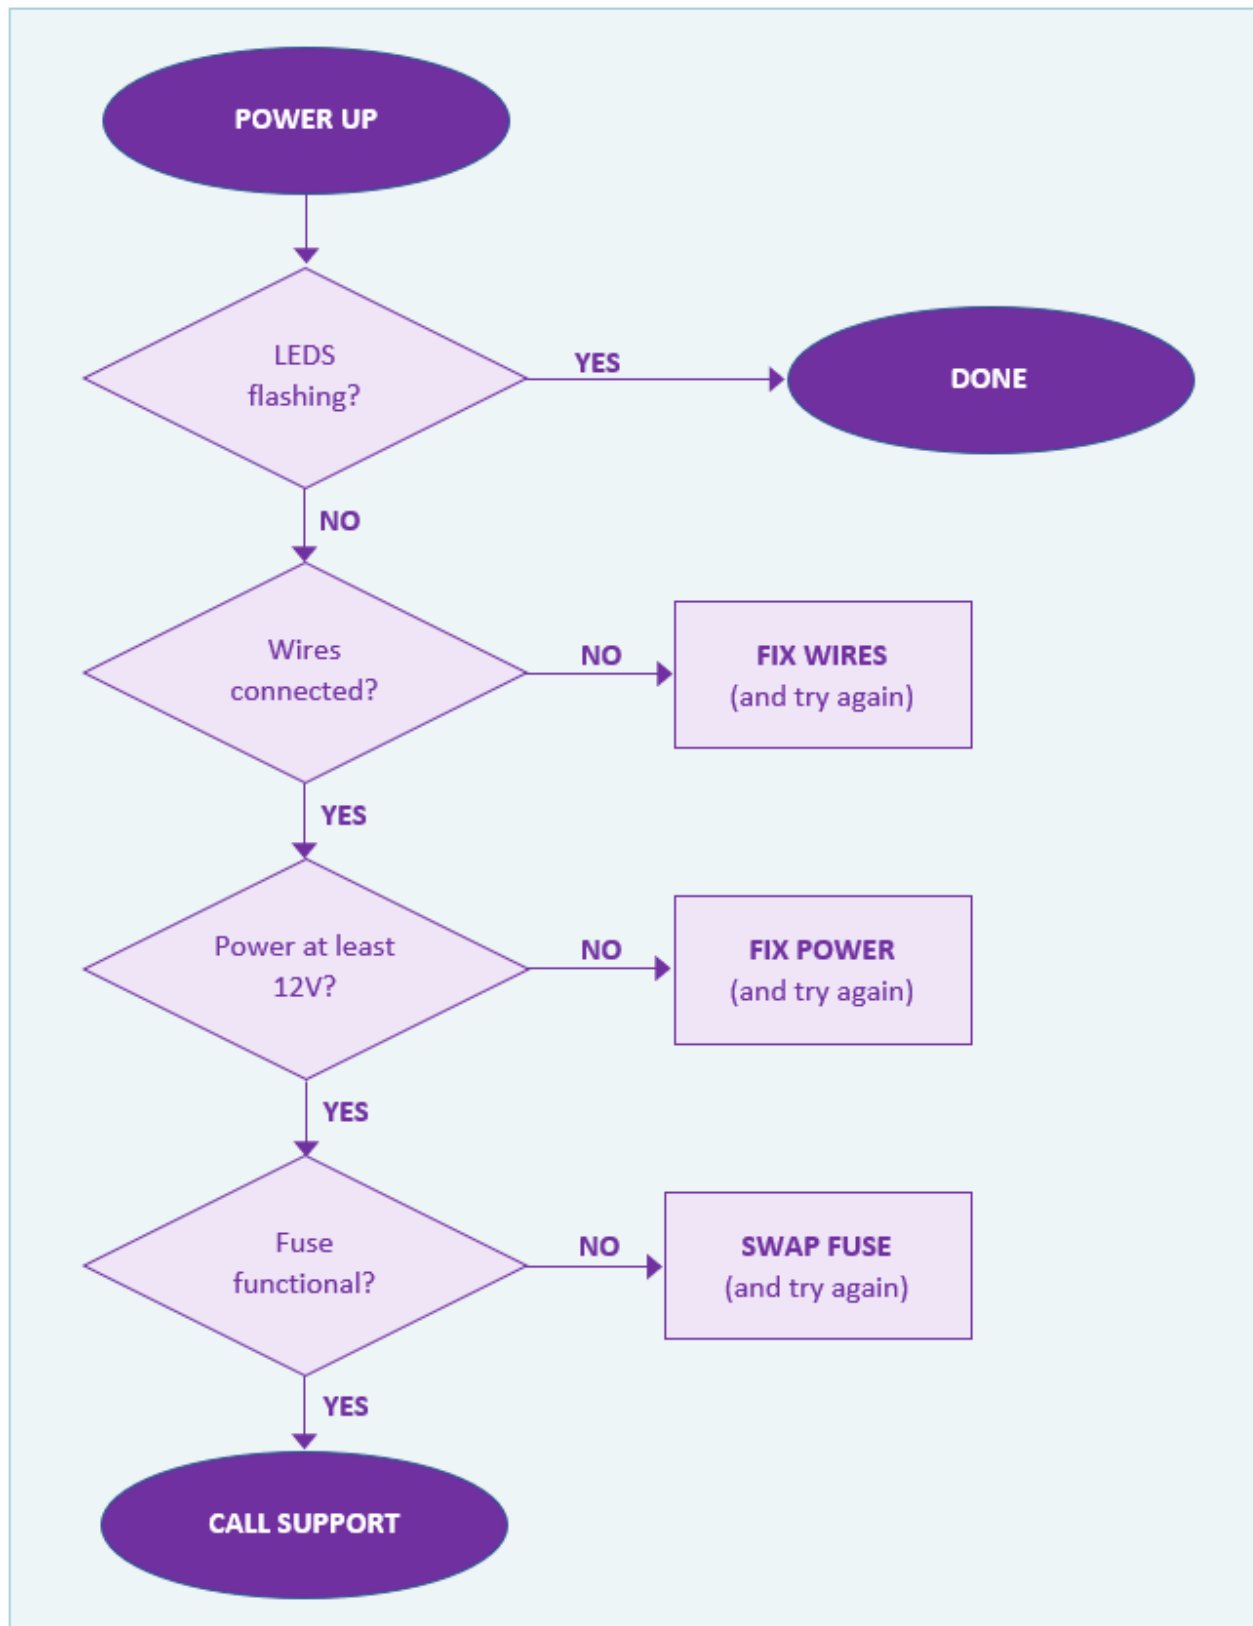 POWER UP
LEDS
flashing?
YES
DONE
NO
Wires
connected?
NO
FIX WIRES
(and try again)
YES
Power at least
12V?
NO
FIX POWER
(and try again)
YES
Fuse
functional?
NO
SWAP FUSE
(and try again)
YES
CALL SUPPORT